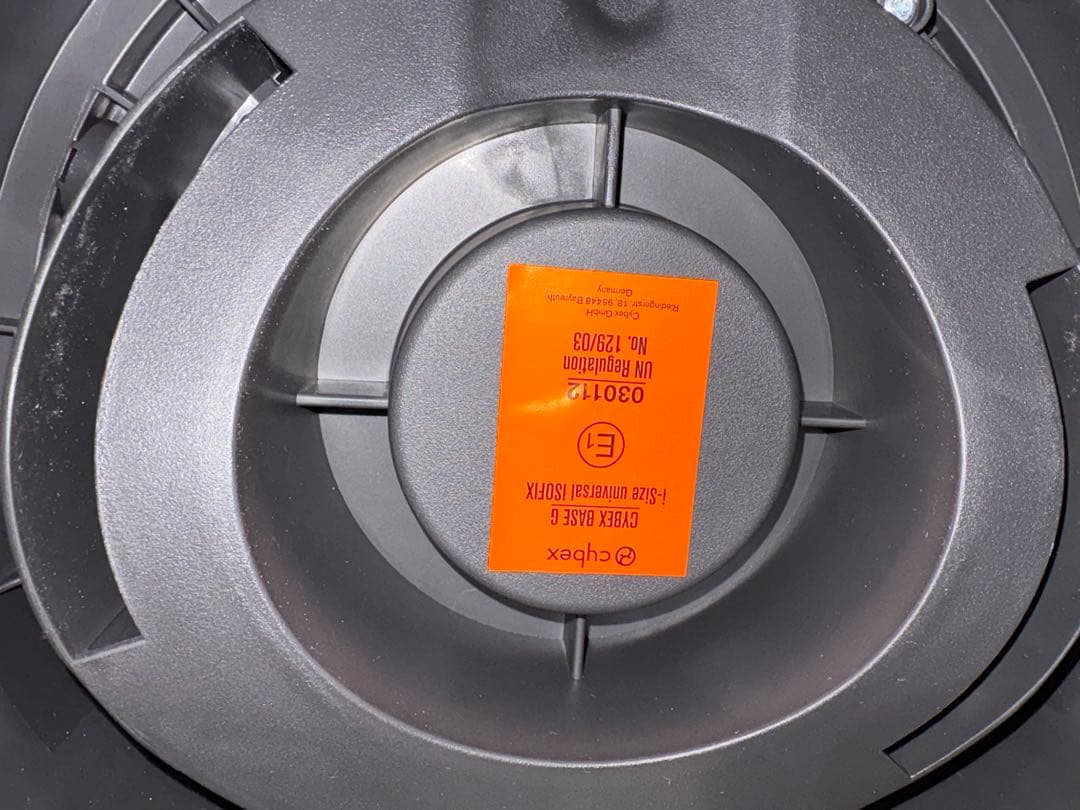 cybex
CYBEX BASE G
i-Size universal ISOFIX
E1
030112
UN Regulation
No. 129/03
Cybex GmbH
Riedingerstr. 18, 95448 Bayreuth
Germany